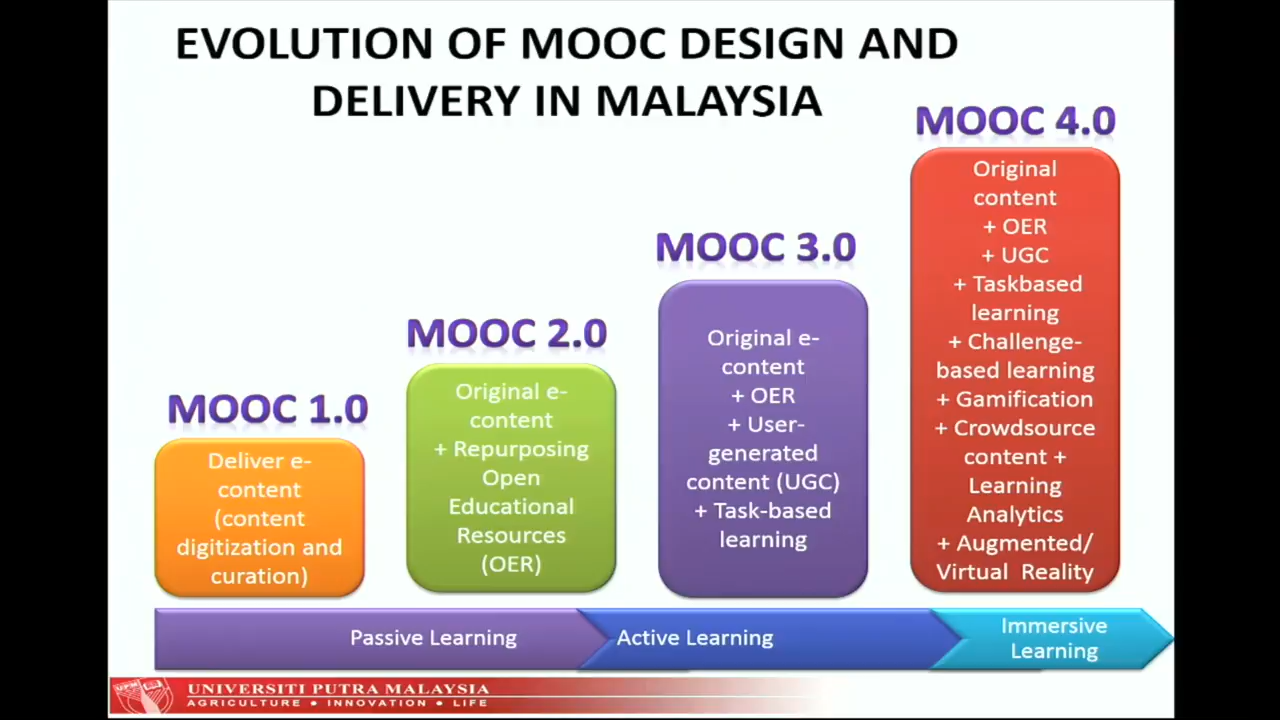 EVOLUTION OF MOOC DESIGN AND
DELIVERY IN MALAYSIA
MOOC 1.0
Deliver e-
content
(content
digitization and
curation)
MOOC 2.0
Original e-
content
+ Repurposing
Open
Educational
Resources
(OER)
MOOC 3.0
Original e-
content
+ OER
+ User-
generated
content (UGC)
+ Task-based
learning
MOOC 4.0
Original
content
+ OER
+ UGC
+ Taskbased
learning
+ Challenge-
based learning
+ Gamification
+ Crowdsource
content +
Learning
Analytics
+ Augmented/
Virtual Reality
Passive Learning
Active Learning
Immersive
Learning
UPM
UNIVERSITI PUTRA MALAYSIA
AGRICULTURE • INNOVATION • LIFE